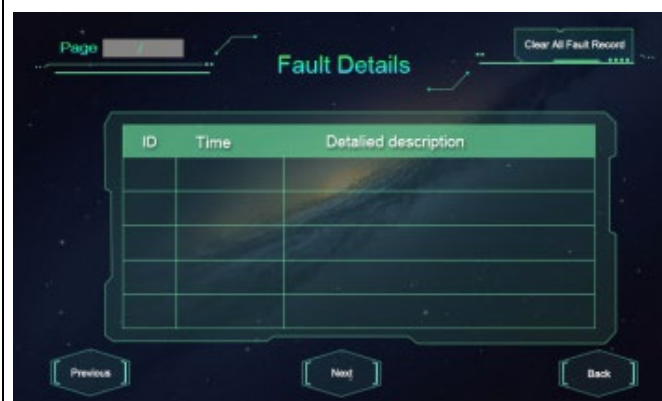 Page /
Clear All Fault Record
Fault Details
ID Time Detalied description
Previous Next Back